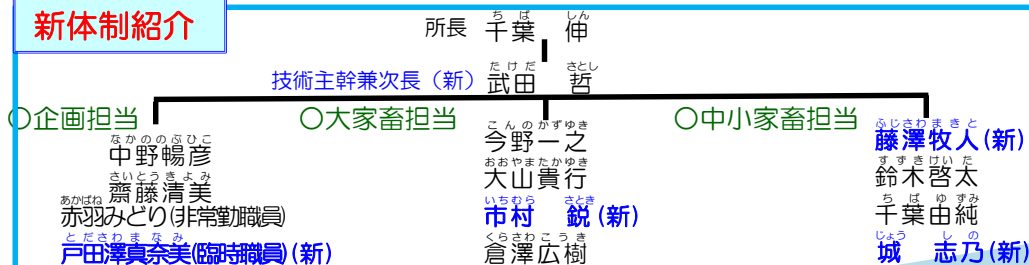 新体制紹介
所長 千葉 伸
ちば しん
技術主幹兼次長（新） 武田 哲
たけだ さとし
○企画担当
中野暢彦
なかののぶひこ
齋藤清美
さいとうきよみ
赤羽みどり(非常勤職員)
あかばね
戸田澤真奈美(臨時職員)(新)
とださわまなみ
○大家畜担当
今野一之
こんのかずゆき
大山貴行
おおやまたかゆき
市村 鋭(新)
いちむら さとき
倉澤広樹
くらさわこうき
○中小家畜担当
藤澤牧人(新)
ふじさわまきと
鈴木啓太
すずきけいた
千葉由純
ちばゆずみ
城 志乃(新)
じょう しの